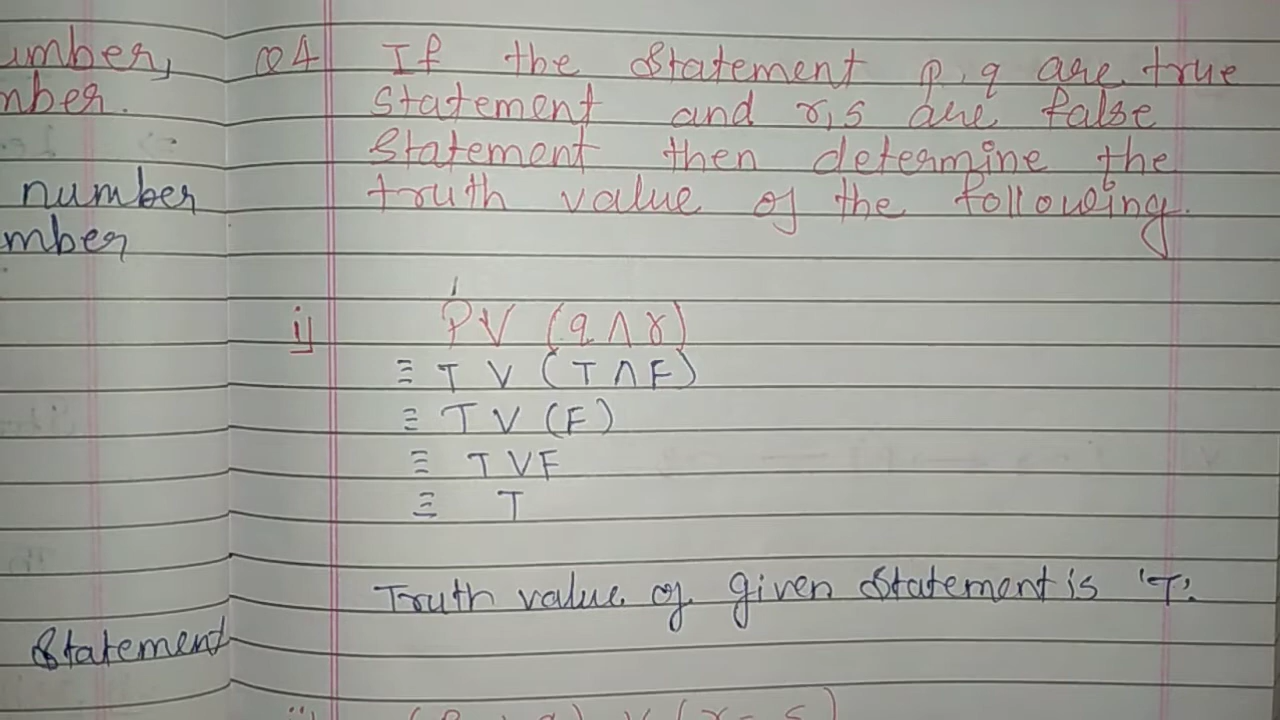 umber,
nber.
number
mber
Statement
Q4 If the Statement p, q are true
Statement and r, s are false
Statement then determine the
truth value of the following.
i) P V (q ∧ r)
≡ T V (T ∧ F)
≡ T V (F)
≡ T V F
≡ T
Truth value of given Statement is 'T'.